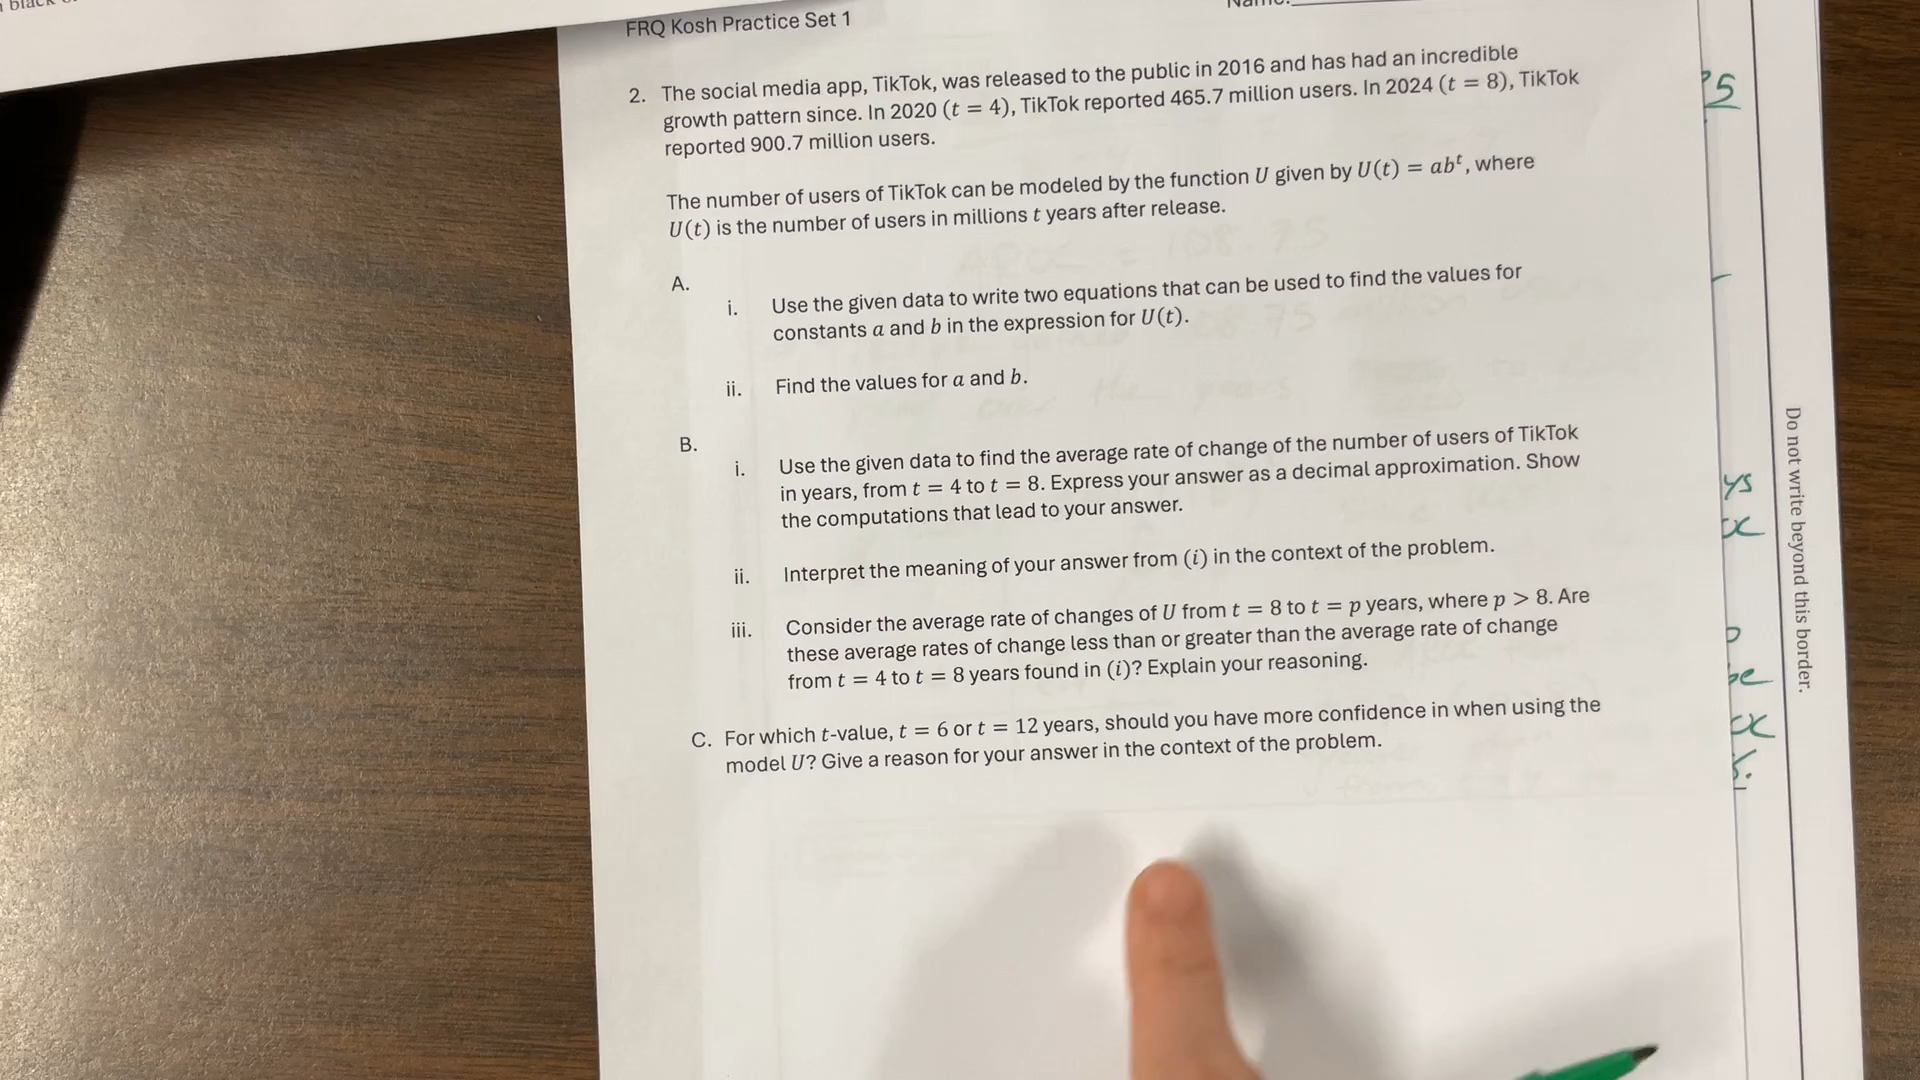 FRQ Kosh Practice Set 1
2. The social media app, TikTok, was released to the public in 2016 and has had an incredible
growth pattern since. In 2020 (t = 4), TikTok reported 465.7 million users. In 2024 (t = 8), TikTok
reported 900.7 million users.
The number of users of TikTok can be modeled by the function U given by U(t) = abᵗ, where
U(t) is the number of users in millions t years after release.
A.
i. Use the given data to write two equations that can be used to find the values for
constants a and b in the expression for U(t).
ii. Find the values for a and b.
B.
i. Use the given data to find the average rate of change of the number of users of TikTok
in years, from t = 4 to t = 8. Express your answer as a decimal approximation. Show
the computations that lead to your answer.
ii. Interpret the meaning of your answer from (i) in the context of the problem.
iii. Consider the average rate of changes of U from t = 8 to t = p years, where p > 8. Are
these average rates of change less than or greater than the average rate of change
from t = 4 to t = 8 years found in (i)? Explain your reasoning.
C. For which t-value, t = 6 or t = 12 years, should you have more confidence in when using the
model U? Give a reason for your answer in the context of the problem.
Do not write beyond this border.